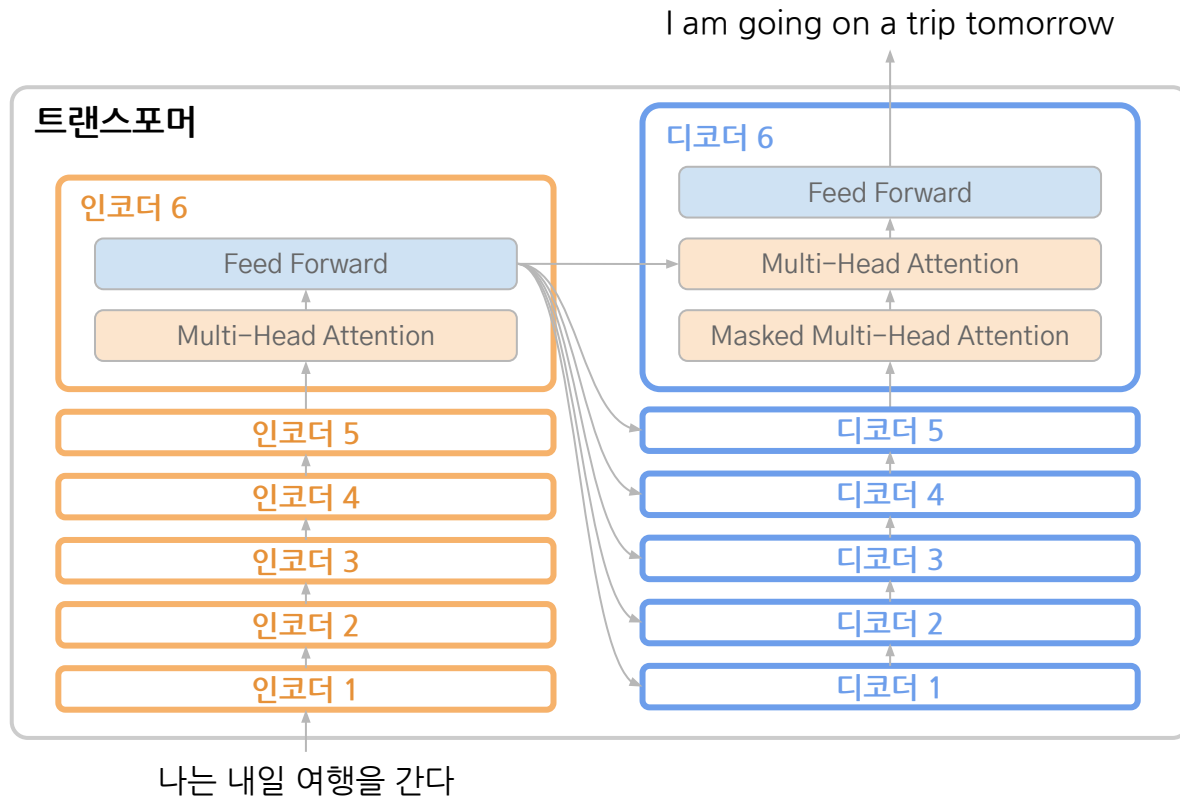 I am going on a trip tomorrow
트랜스포머
인코더 6
Feed Forward
Multi-Head Attention
인코더 5
인코더 4
인코더 3
인코더 2
인코더 1
나는 내일 여행을 간다
디코더 6
Feed Forward
Multi-Head Attention
Masked Multi-Head Attention
디코더 5
디코더 4
디코더 3
디코더 2
디코더 1